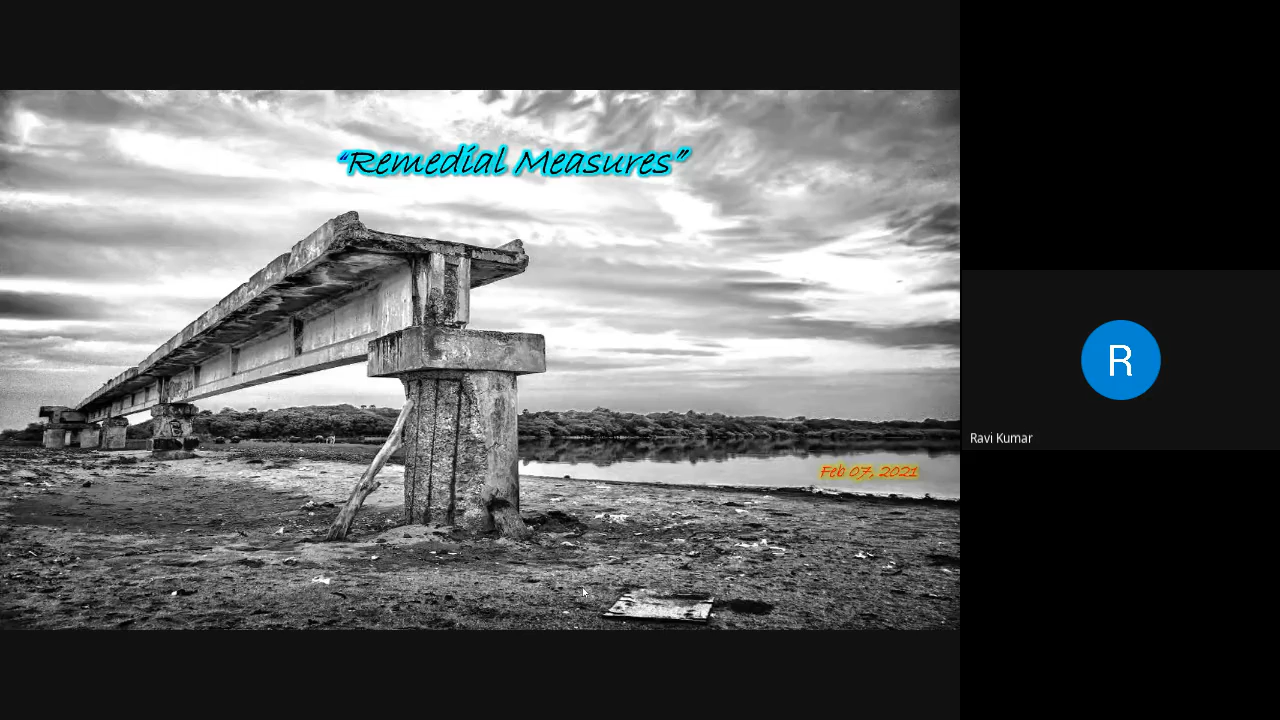 “Remedial Measures”
Feb 07, 2021
R
Ravi Kumar